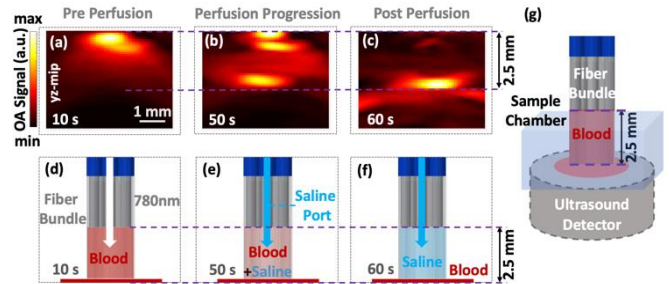 Pre Perfusion
Perfusion Progression
Post Perfusion
(g)
max
OA Signal (a.u.)
min
(a)
yz-mip
10 s
1 mm
(b)
50 s
(c)
60 s
2.5 mm
Fiber
Bundle
Sample
Chamber
Blood
2.5 mm
Ultrasound
Detector
(d)
Fiber
Bundle
780nm
Blood
10 s
(e)
Saline
Port
Blood
+Saline
50 s
(f)
Saline
60 s
Blood
2.5 mm